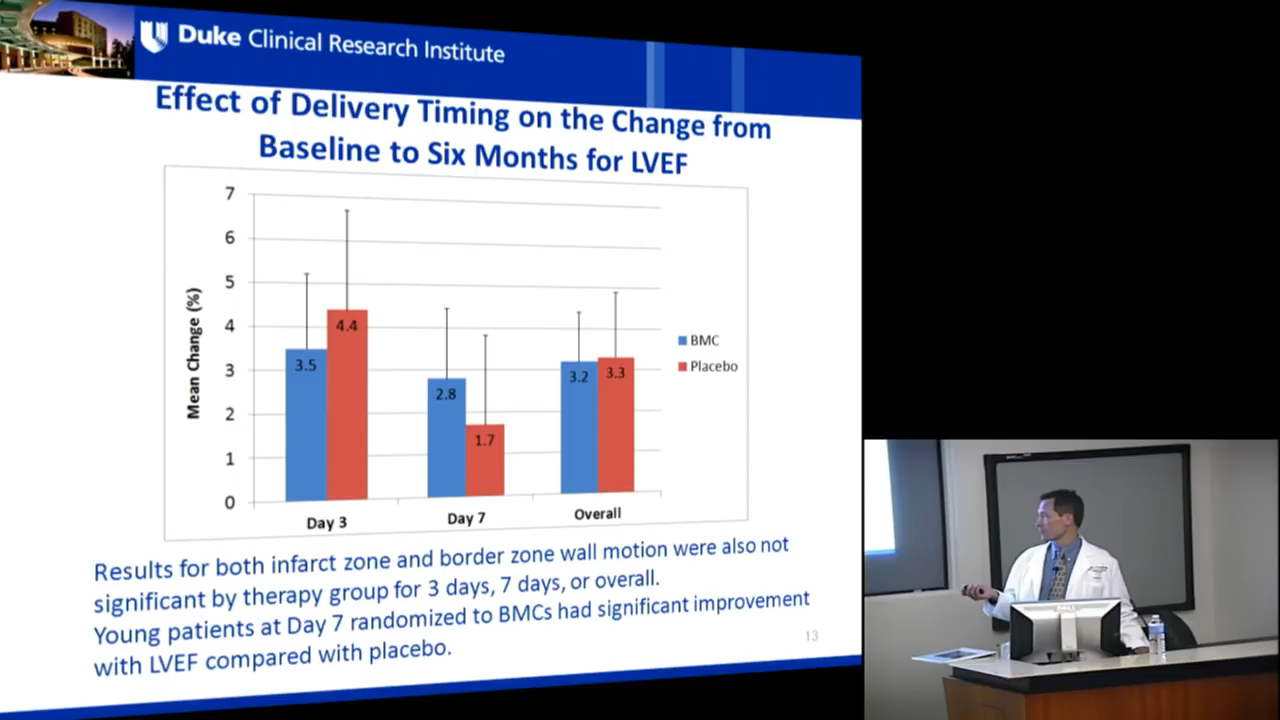 Duke Clinical Research Institute
Effect of Delivery Timing on the Change from
Baseline to Six Months for LVEF
7
6
5
4
3
2
1
0
Mean Change (%)
3.5
4.4
2.8
1.7
3.2
3.3
Day 3
Day 7
Overall
BMC
Placebo
Results for both infarct zone and border zone wall motion were also not
significant by therapy group for 3 days, 7 days, or overall.
Young patients at Day 7 randomized to BMCs had significant improvement
with LVEF compared with placebo.
13